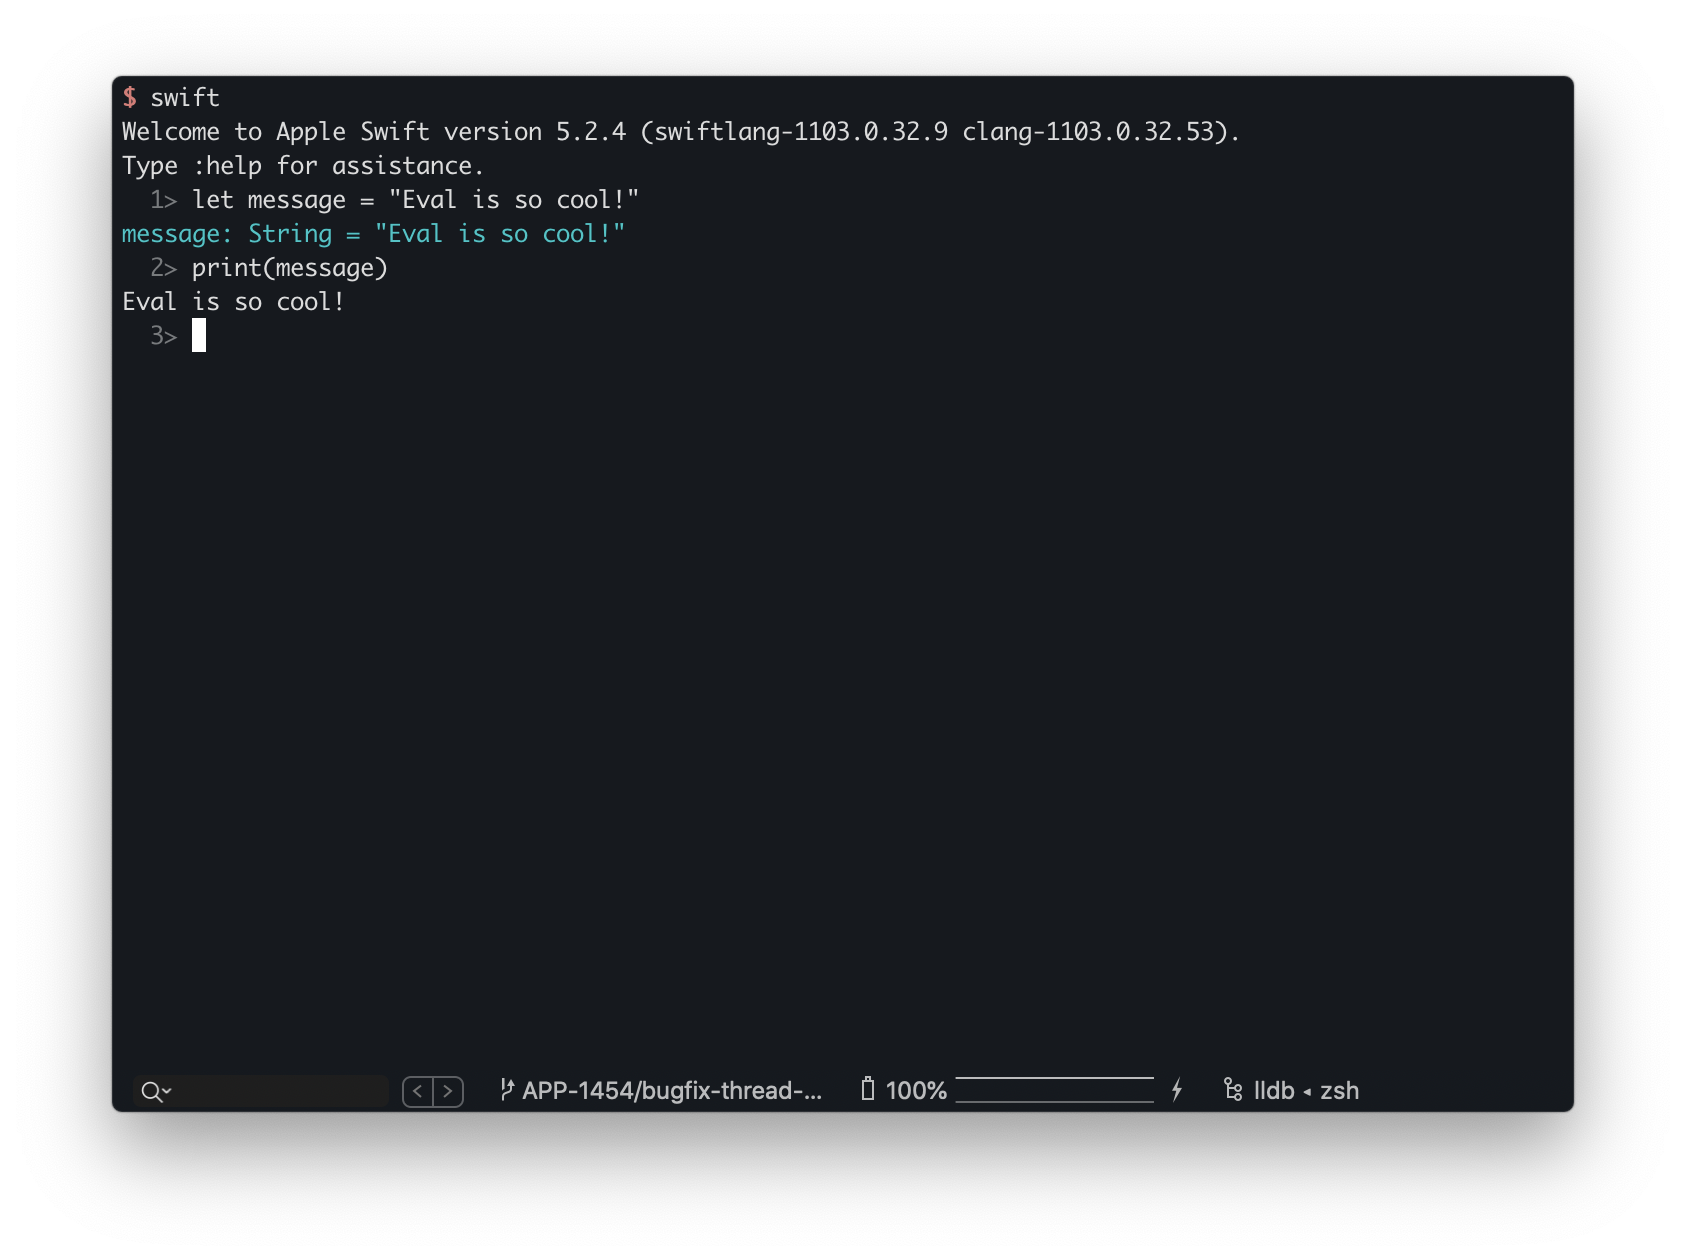 $ swift
Welcome to Apple Swift version 5.2.4 (swiftlang-1103.0.32.9 clang-1103.0.32.53).
Type :help for assistance.
  1> let message = "Eval is so cool!"
message: String = "Eval is so cool!"
  2> print(message)
Eval is so cool!
  3>
APP-1454/bugfix-thread-... 100% lldb ◂ zsh